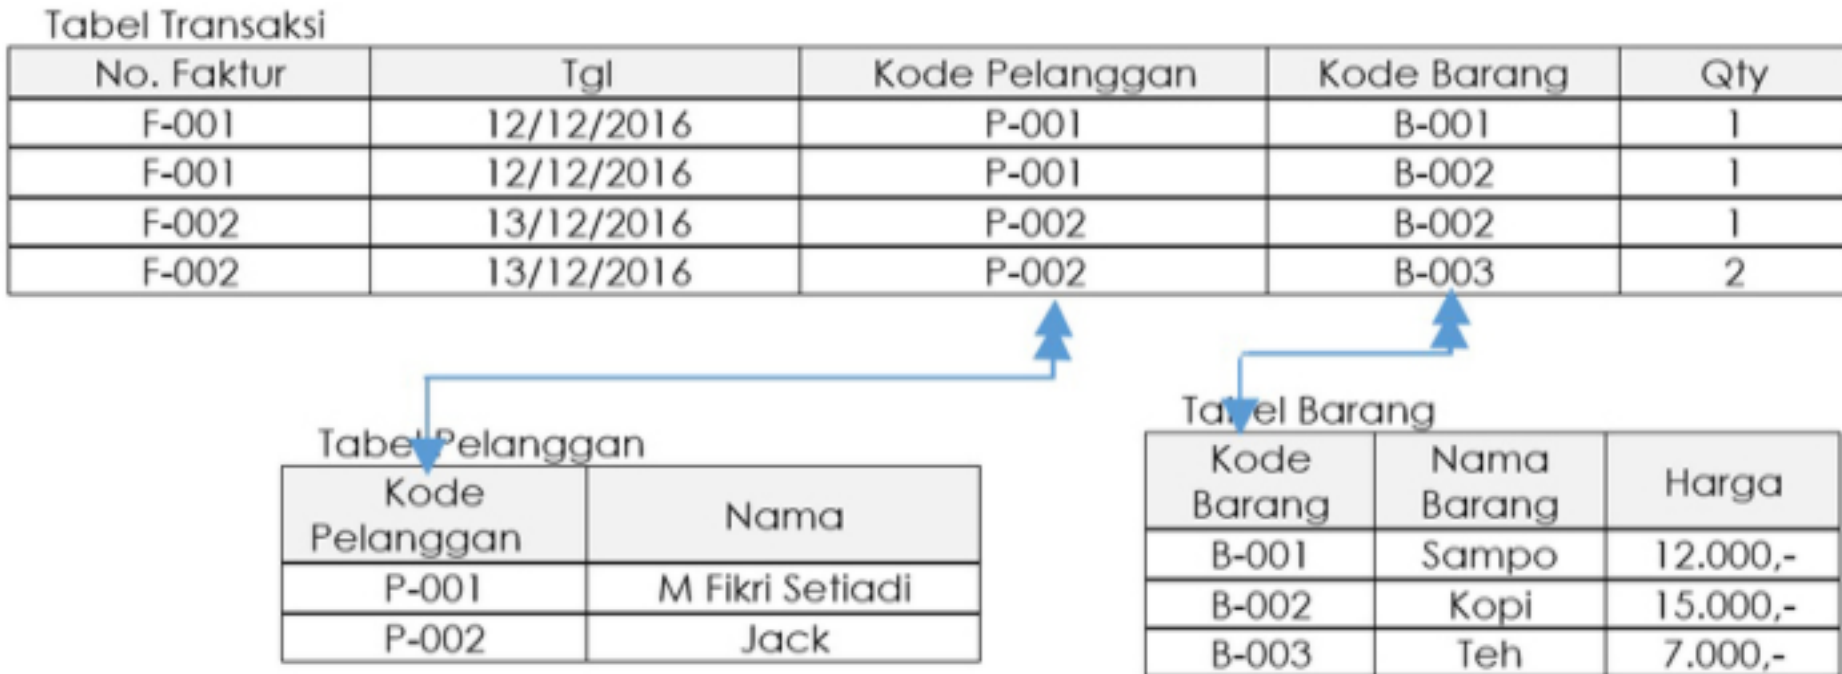 Tabel Transaksi
No. Faktur Tgl Kode Pelanggan Kode Barang Qty
F-001 12/12/2016 P-001 B-001 1
F-001 12/12/2016 P-001 B-002 1
F-002 13/12/2016 P-002 B-002 1
F-002 13/12/2016 P-002 B-003 2
Tabel Pelanggan
Kode Pelanggan Nama
P-001 M Fikri Setiadi
P-002 Jack
Tabel Barang
Kode Barang Nama Barang Harga
B-001 Sampo 12.000,-
B-002 Kopi 15.000,-
B-003 Teh 7.000,-